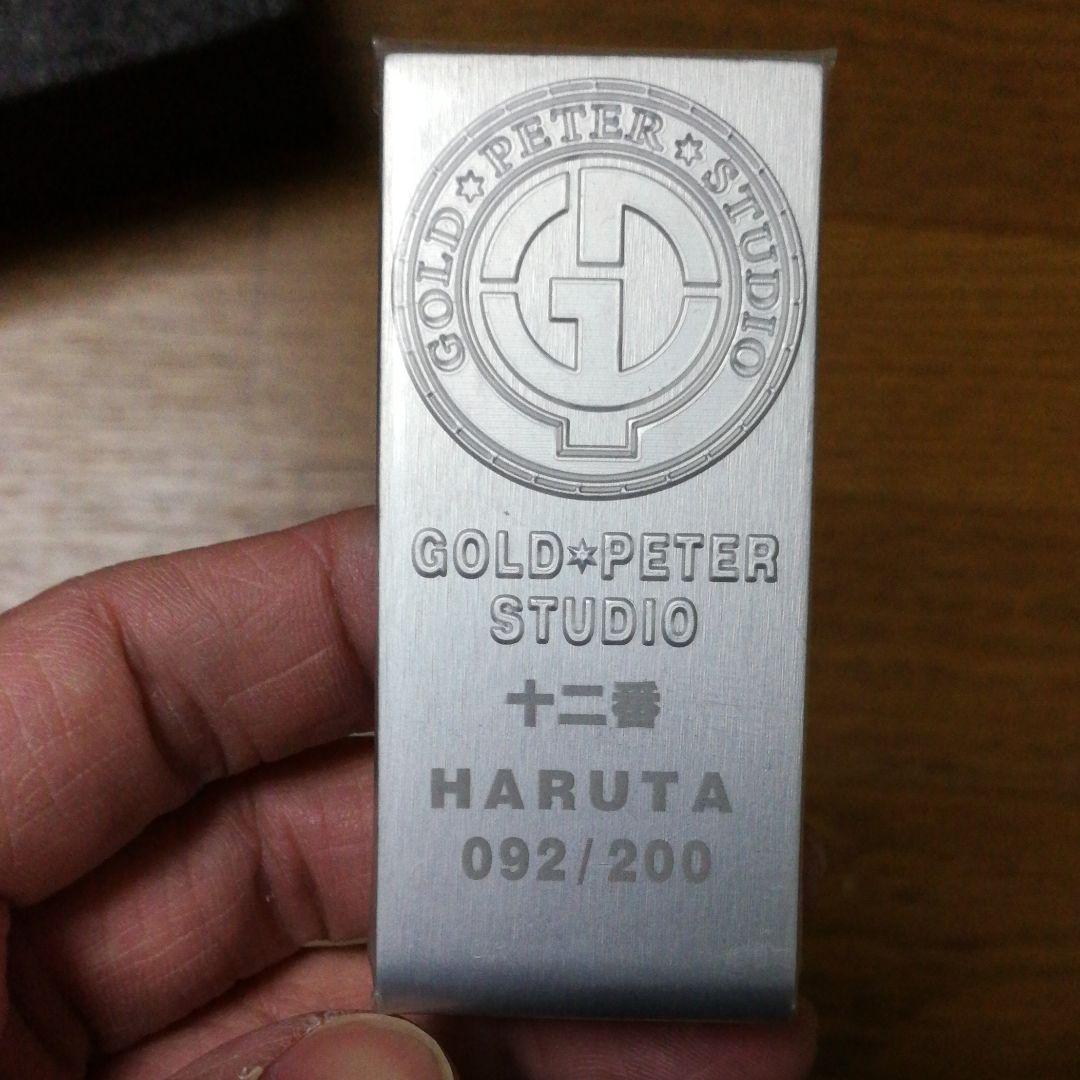 GOLD✡PETER✡STUDIO
GOLD✶PETER
STUDIO
十二番
HARUTA
092/200